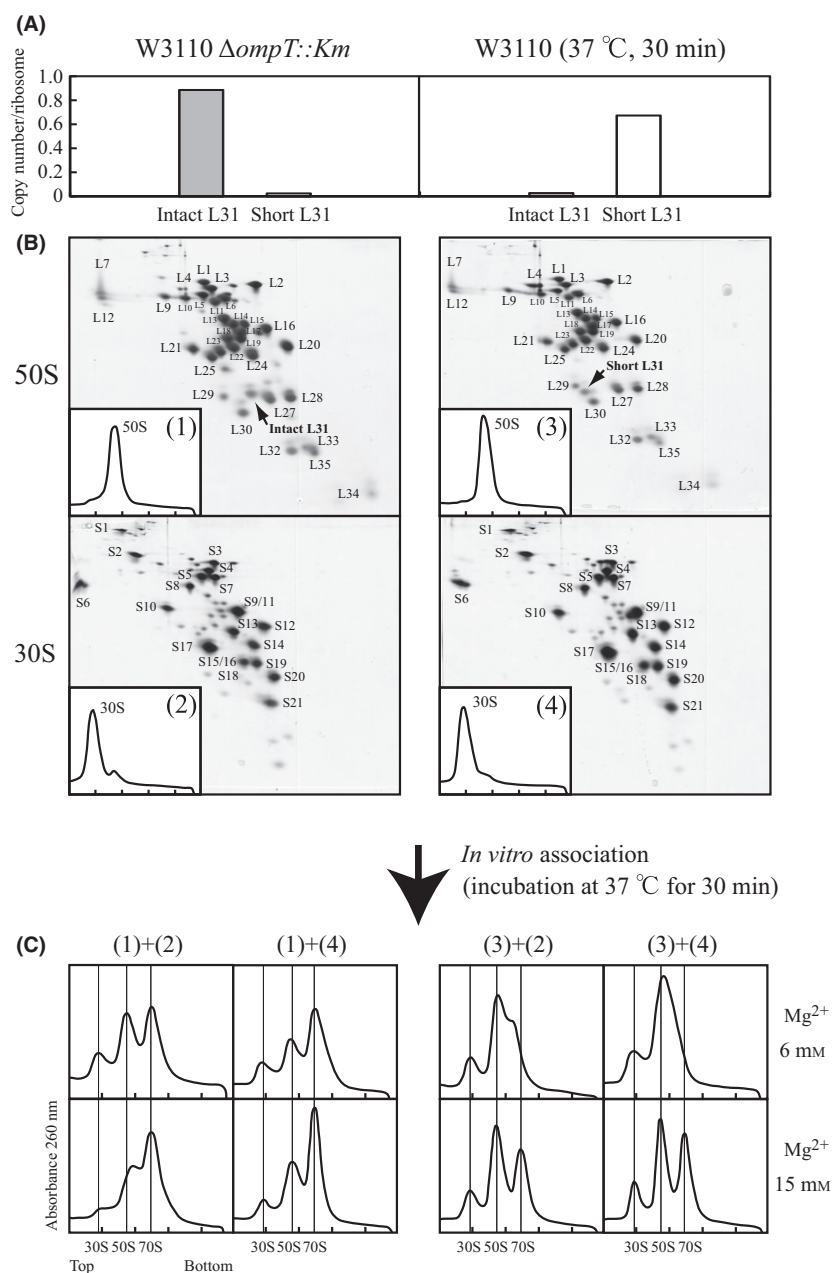 (A)
W3110 ΔompT::Km
W3110 (37 ℃, 30 min)
Copy number/ribosome
1.0
0.8
0.6
0.4
0.2
0
Intact L31 Short L31
Intact L31 Short L31
(B)
50S
L7
L12
L4
L1
L3
L2
L9
L10
L5
L11
L6
L13
L14
L15
L16
L18
L17
L19
L21
L23
L22
L20
L25
L24
L29
L28
L27
L30
Intact L31
L33
L32
L35
L34
50S
(1)
L7
L12
L4
L1
L3
L2
L9
L10
L5
L11
L6
L13
L14
L15
L16
L18
L17
L19
L21
L23
L22
L20
L25
L24
Short L31
L29
L28
L27
L30
L33
L32
L35
L34
50S
(3)
30S
S1
S2
S3
S4
S5
S7
S8
S6
S10
S9/11
S13
S12
S17
S14
S15/16
S19
S18
S20
S21
30S
(2)
S1
S2
S3
S4
S5
S7
S8
S6
S10
S9/11
S13
S12
S17
S14
S15/16
S19
S18
S20
S21
30S
(4)
In vitro association
(incubation at 37 ℃ for 30 min)
(C)
(1)+(2)
(1)+(4)
(3)+(2)
(3)+(4)
Mg2+
6 mM
Mg2+
15 mM
Absorbance 260 nm
30S 50S 70S
30S 50S 70S
30S 50S 70S
30S 50S 70S
Top
Bottom